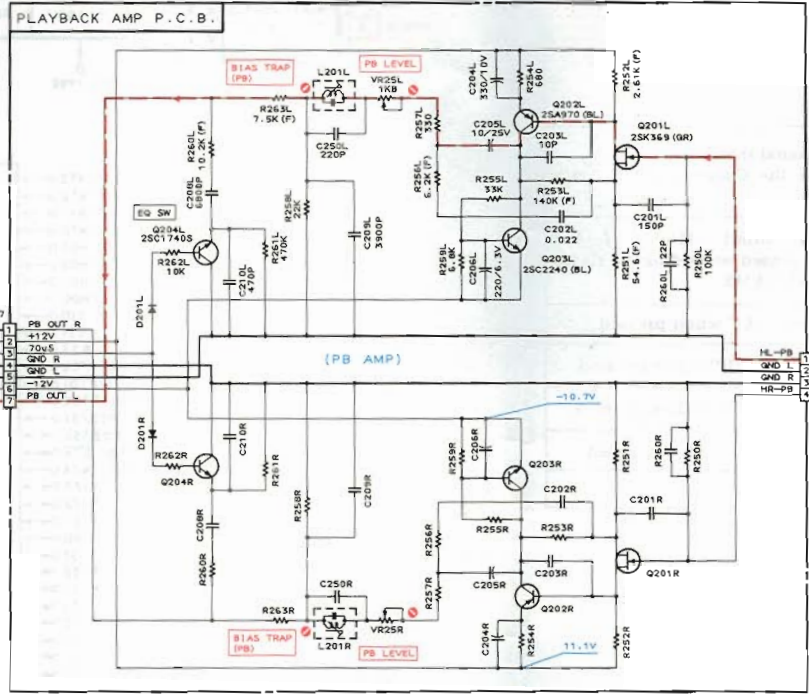 PLAYBACK AMP P.C.B.
BIAS TRAP
(PB)
L201L
PB LEVEL
VR25L
1KB
C204L
330/10V
R254L
680
R252L
2.61K (F)
R263L
7.5K (F)
C250L
220P
R257L
330
C205L
10/25V
Q202L
2SA970 (BL)
C203L
10P
Q201L
2SK369 (GR)
R260L
10.2K (F)
C208L
6800P
R258L
22K
C209L
3900P
R256L
6.2K (F)
R255L
33K
R253L
140K (F)
C202L
0.022
C201L
150P
EQ SW
Q204L
2SC1740S
R262L
10K
C210L
470P
R261L
470K
R259L
6.8K
C206L
220/6.3V
Q203L
2SC2240 (BL)
R251L
54.6 (F)
R260L
22P
R250L
100K
D201L
1 PB OUT R
2 +12V
3 70uS
4 GND R
5 GND L
6 -12V
7 PB OUT L
(PB AMP)
HL-PB 1
GND L 2
GND R 3
HR-PB 4
-10.7V
D201R
R262R
Q204R
C210R
R261R
R258R
C209R
R259R
C206R
Q203R
R251R
R260R
R250R
C208R
R260R
R256R
R255R
C202R
R253R
C201R
R257R
C205R
C203R
Q201R
Q202R
C250R
R263R
L201R
VR25R
BIAS TRAP
(PB)
PB LEVEL
C204R
R254R
11.1V
R252R